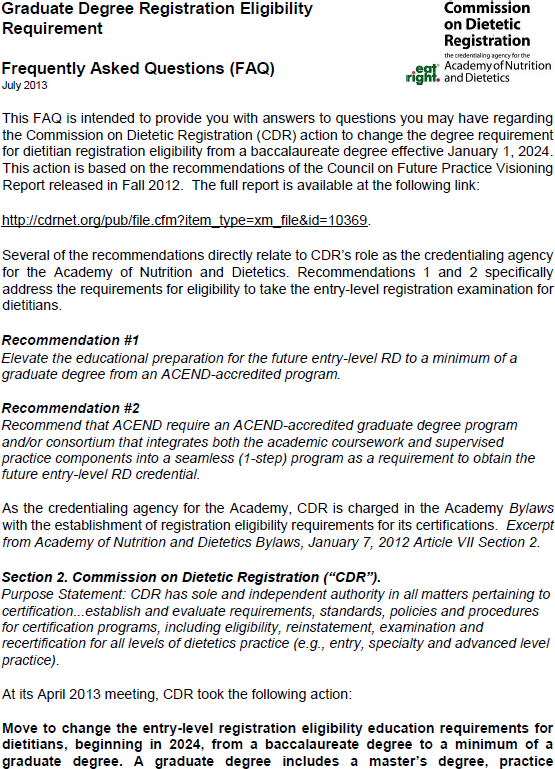 Graduate Degree Registration Eligibility
Requirement
Commission
on Dietetic
Registration
the credentialing agency for the
eat right. Academy of Nutrition
and Dietetics
Frequently Asked Questions (FAQ)
July 2013
This FAQ is intended to provide you with answers to questions you may have regarding
the Commission on Dietetic Registration (CDR) action to change the degree requirement
for dietitian registration eligibility from a baccalaureate degree effective January 1, 2024.
This action is based on the recommendations of the Council on Future Practice Visioning
Report released in Fall 2012.  The full report is available at the following link:
http://cdrnet.org/pub/file.cfm?item_type=xm_file&id=10369.
Several of the recommendations directly relate to CDR's role as the credentialing agency
for the Academy of Nutrition and Dietetics. Recommendations 1 and 2 specifically
address the requirements for eligibility to take the entry-level registration examination for
dietitians.
Recommendation #1
Elevate the educational preparation for the future entry-level RD to a minimum of a
graduate degree from an ACEND-accredited program.
Recommendation #2
Recommend that ACEND require an ACEND-accredited graduate degree program
and/or consortium that integrates both the academic coursework and supervised
practice components into a seamless (1-step) program as a requirement to obtain the
future entry-level RD credential.
As the credentialing agency for the Academy, CDR is charged in the Academy Bylaws
with the establishment of registration eligibility requirements for its certifications.  Excerpt
from Academy of Nutrition and Dietetics Bylaws, January 7, 2012 Article VII Section 2.
Section 2. Commission on Dietetic Registration ("CDR").
Purpose Statement: CDR has sole and independent authority in all matters pertaining to
certification...establish and evaluate requirements, standards, policies and procedures
for certification programs, including eligibility, reinstatement, examination and
recertification for all levels of dietetics practice (e.g., entry, specialty and advanced level
practice).
At its April 2013 meeting, CDR took the following action:
Move to change the entry-level registration eligibility education requirements for
dietitians, beginning in 2024, from a baccalaureate degree to a minimum of a
graduate degree. A graduate degree includes a master's degree, practice